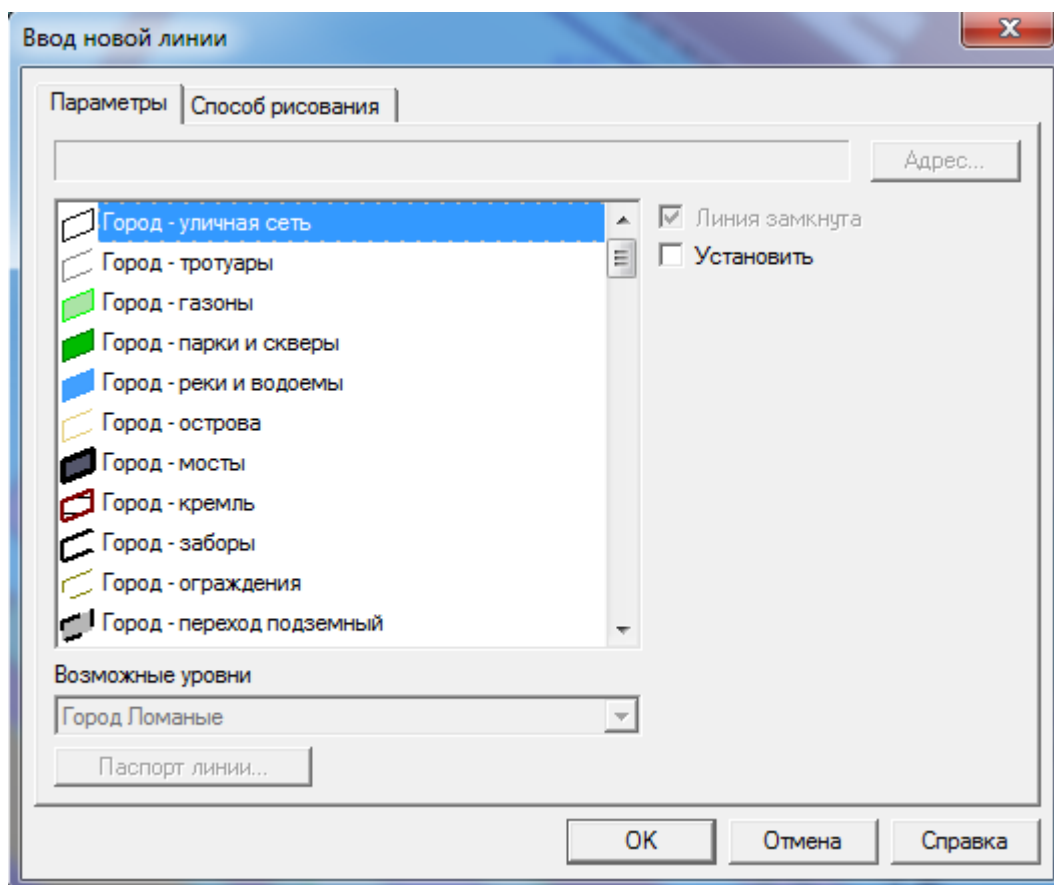 Ввод новой линии
Параметры
Способ рисования
Адрес...
Город - уличная сеть
Город - тротуары
Город - газоны
Город - парки и скверы
Город - реки и водоемы
Город - острова
Город - мосты
Город - кремль
Город - заборы
Город - ограждения
Город - переход подземный
Линия замкнута
Установить
Возможные уровни
Город Ломаные
Паспорт линии...
OK
Отмена
Справка